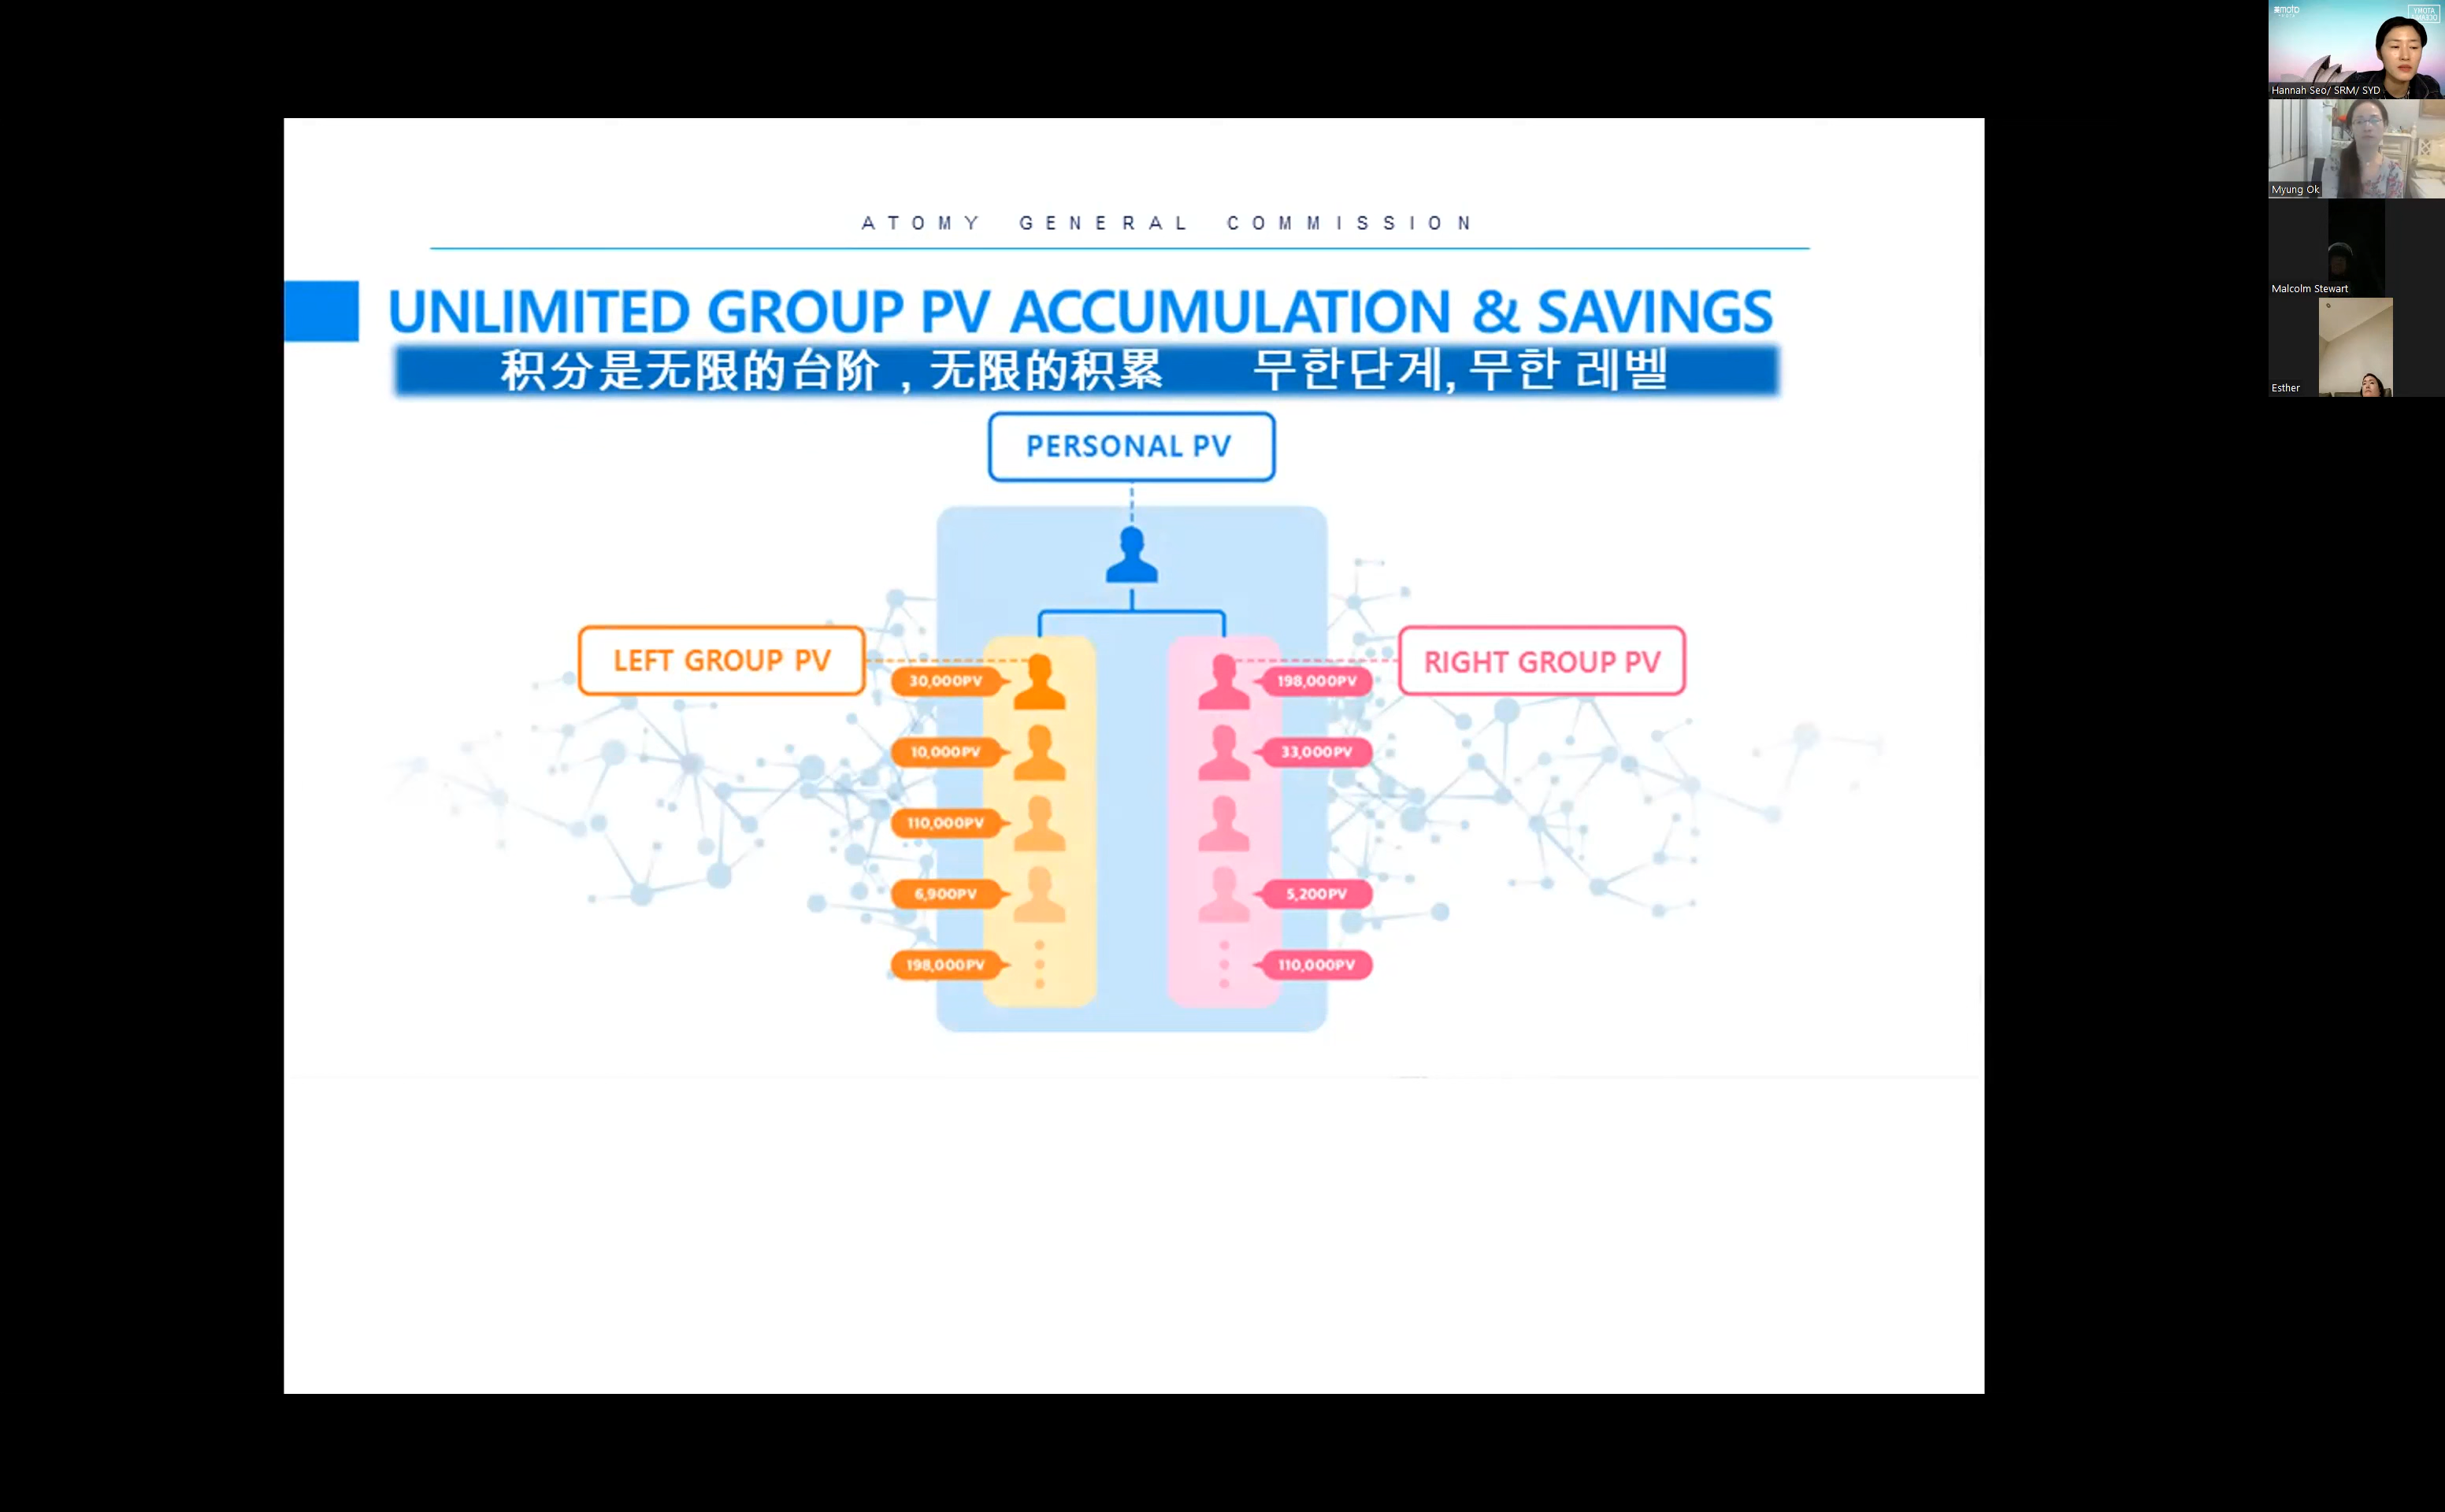 ATOMY GENERAL COMMISSION
UNLIMITED GROUP PV ACCUMULATION & SAVINGS
积分是无限的台阶，无限的积累 무한단계, 무한 레벨
PERSONAL PV
LEFT GROUP PV
RIGHT GROUP PV
30,000PV 198,000PV
10,000PV 33,000PV
110,000PV
6,900PV 5,200PV
198,000PV 110,000PV
Hannah Seo/ SRM/ SYD
Myung Ok
Malcolm Stewart
Esther